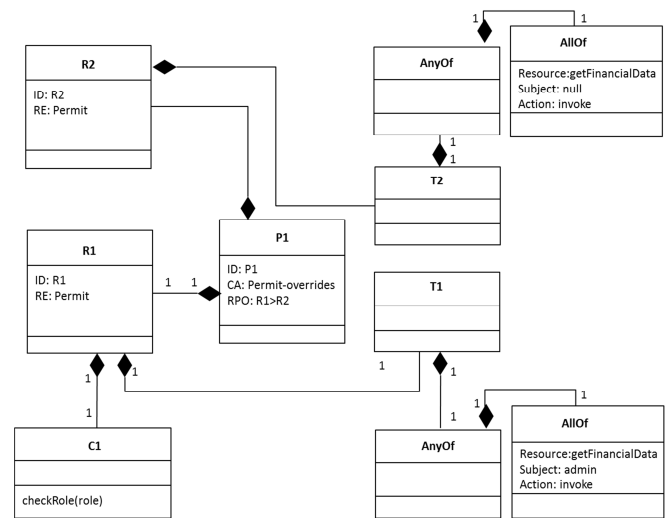 1
1
AllOf
R2
AnyOf
Resource:getFinancialData
Subject: null
Action: invoke
ID: R2
RE: Permit
1
1
T2
R1
P1
ID: R1
RE: Permit
1
1
ID: P1
CA: Permit-overrides
RPO: R1>R2
T1
1
1
1
1
1
1
1
1
AllOf
C1
AnyOf
Resource:getFinancialData
Subject: admin
Action: invoke
checkRole(role)